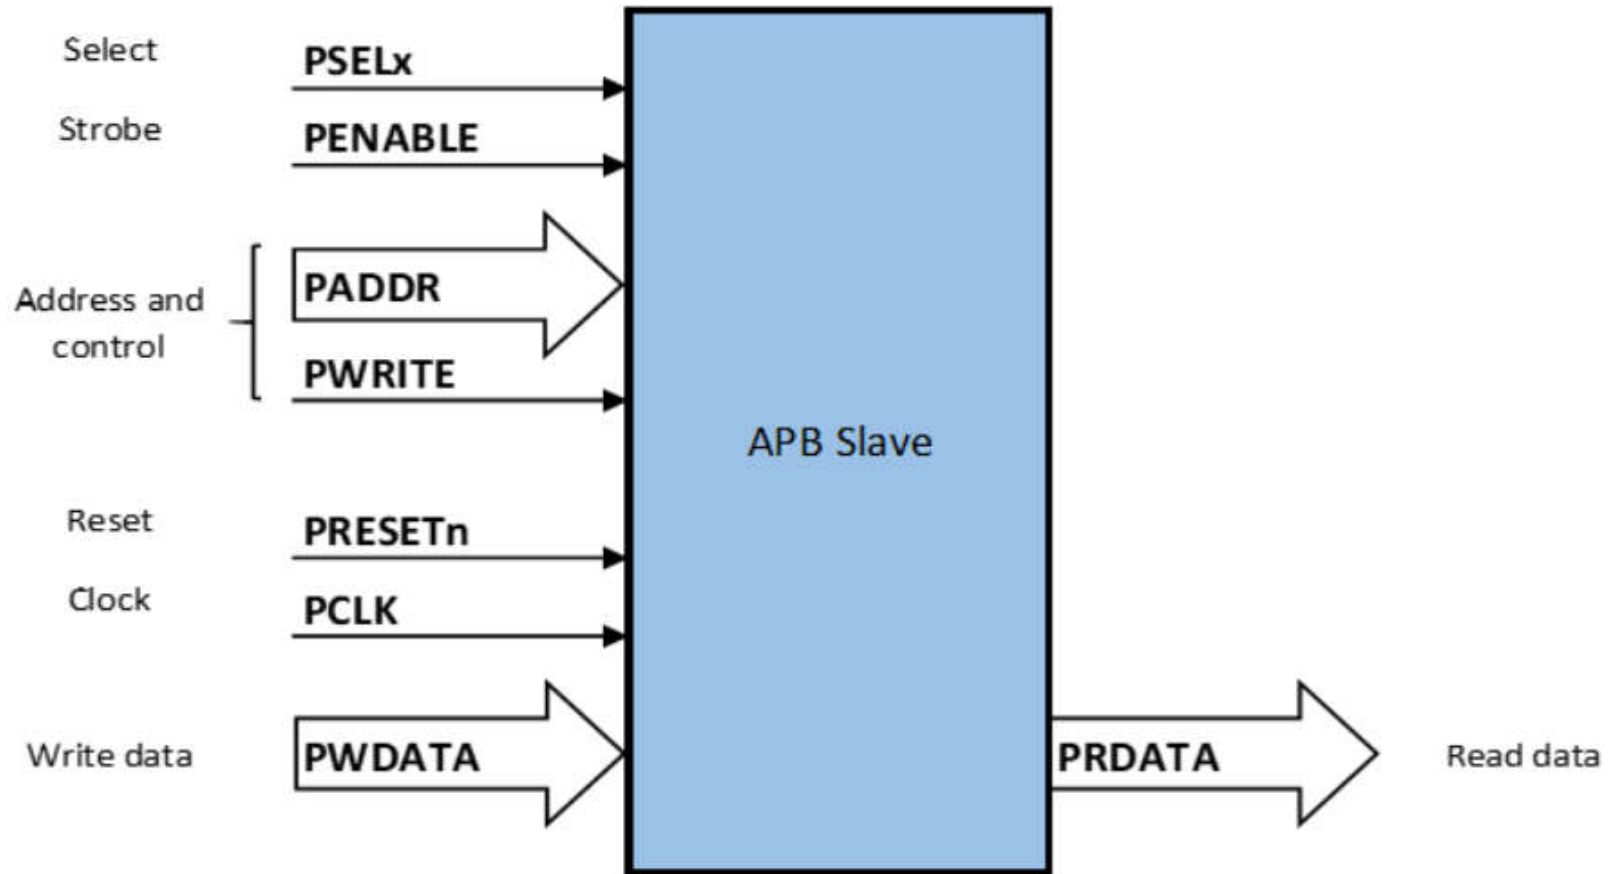 Select
PSELx
Strobe
PENABLE
Address and
control
PADDR
PWRITE
APB Slave
Reset
PRESETn
Clock
PCLK
Write data
PWDATA
PRDATA
Read data